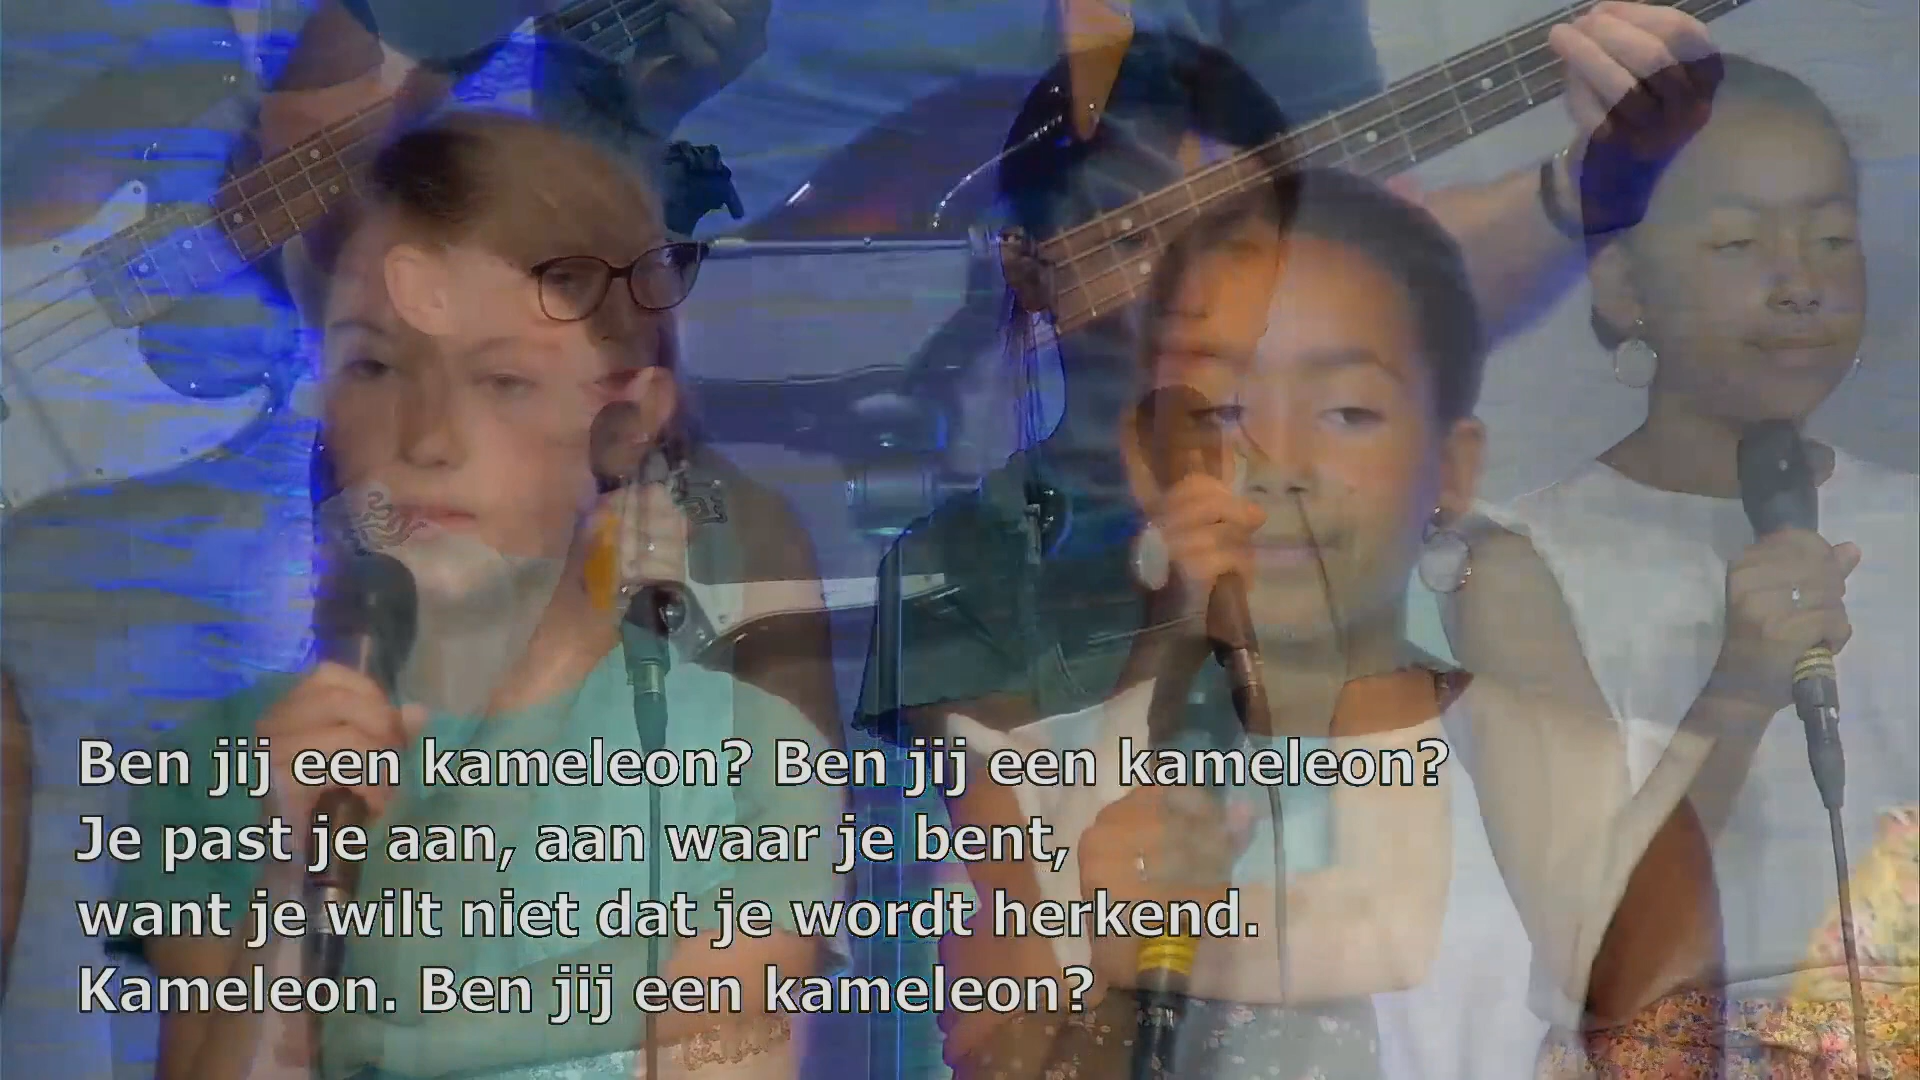 Ben jij een kameleon? Ben jij een kameleon?
Je past je aan, aan waar je bent,
want je wilt niet dat je wordt herkend.
Kameleon. Ben jij een kameleon?